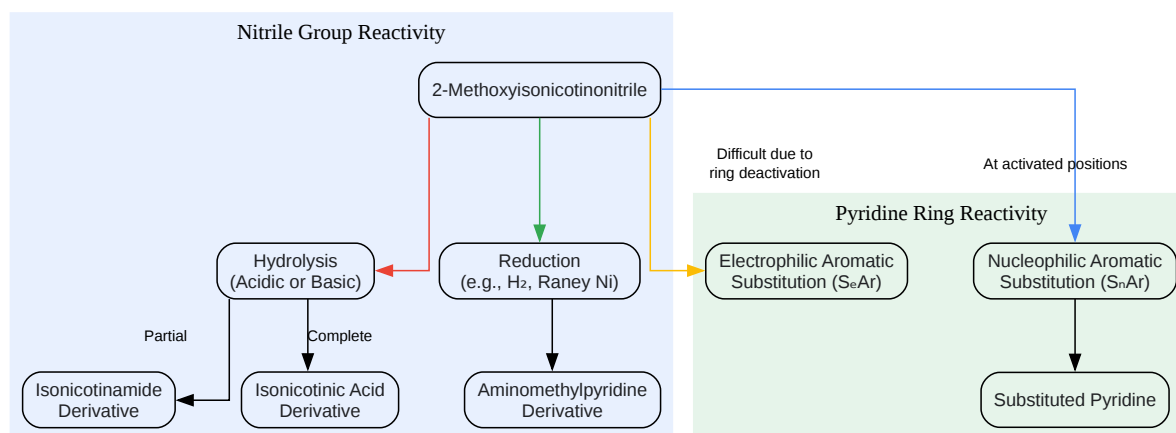 Nitrile Group Reactivity
2-Methoxyisonicotinonitrile
Difficult due to
ring deactivation
At activated positions
Pyridine Ring Reactivity
Hydrolysis
(Acidic or Basic)
Reduction
(e.g., H₂, Raney Ni)
Electrophilic Aromatic
Substitution (SₑAr)
Nucleophilic Aromatic
Substitution (SₙAr)
Partial
Complete
Isonicotinamide
Derivative
Isonicotinic Acid
Derivative
Aminomethylpyridine
Derivative
Substituted Pyridine